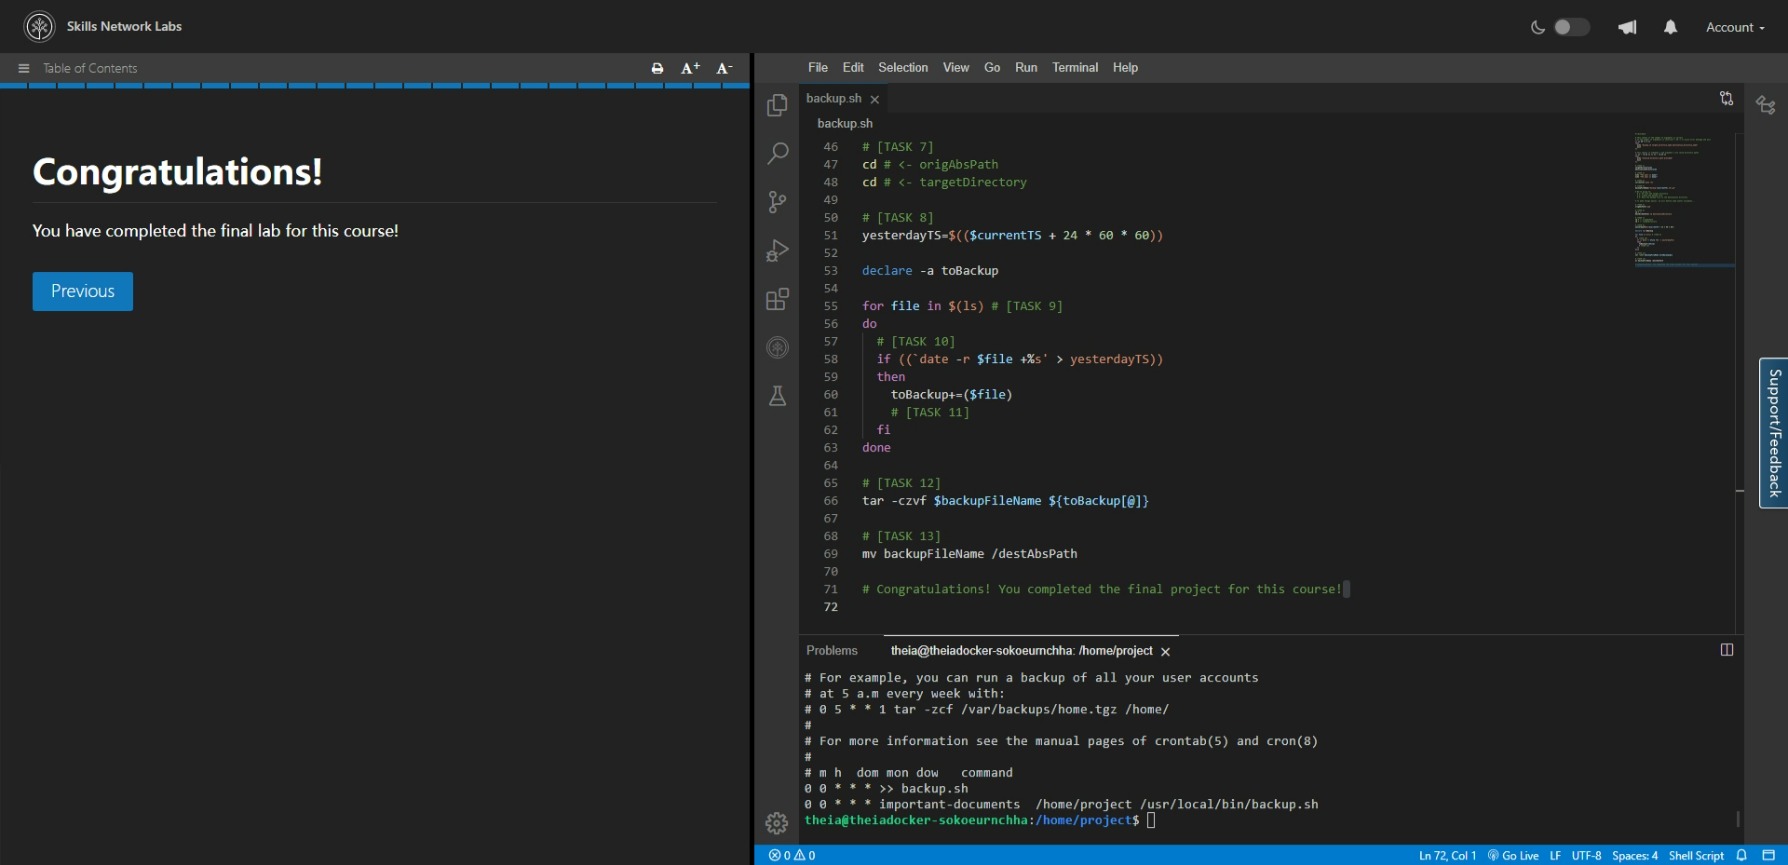 Skills Network Labs
Account
Table of Contents
A+ A-
File Edit Selection View Go Run Terminal Help
backup.sh
backup.sh
Congratulations!
You have completed the final lab for this course!
Previous
46 # [TASK 7]
47 cd # <- origAbsPath
48 cd # <- targetDirectory
49
50 # [TASK 8]
51 yesterdayTS=$(($currentTS + 24 * 60 * 60))
52
53 declare -a toBackup
54
55 for file in $(ls) # [TASK 9]
56 do
57 # [TASK 10]
58 if ((`date -r $file +%s' > yesterdayTS))
59 then
60 toBackup+=($file)
61 # [TASK 11]
62 fi
63 done
64
65 # [TASK 12]
66 tar -czvf $backupFileName ${toBackup[@]}
67
68 # [TASK 13]
69 mv backupFileName /destAbsPath
70
71 # Congratulations! You completed the final project for this course!
72
Support/Feedback
Problems theia@theiadocker-sokoeurnchha: /home/project
# For example, you can run a backup of all your user accounts
# at 5 a.m every week with:
# 0 5 * * 1 tar -zcf /var/backups/home.tgz /home/
#
# For more information see the manual pages of crontab(5) and cron(8)
#
# m h dom mon dow command
0 0 * * * >> backup.sh
0 0 * * * important-documents /home/project /usr/local/bin/backup.sh
theia@theiadocker-sokoeurnchha:/home/project$
0 0 Ln 72, Col 1 Go Live LF UTF-8 Spaces: 4 Shell Script